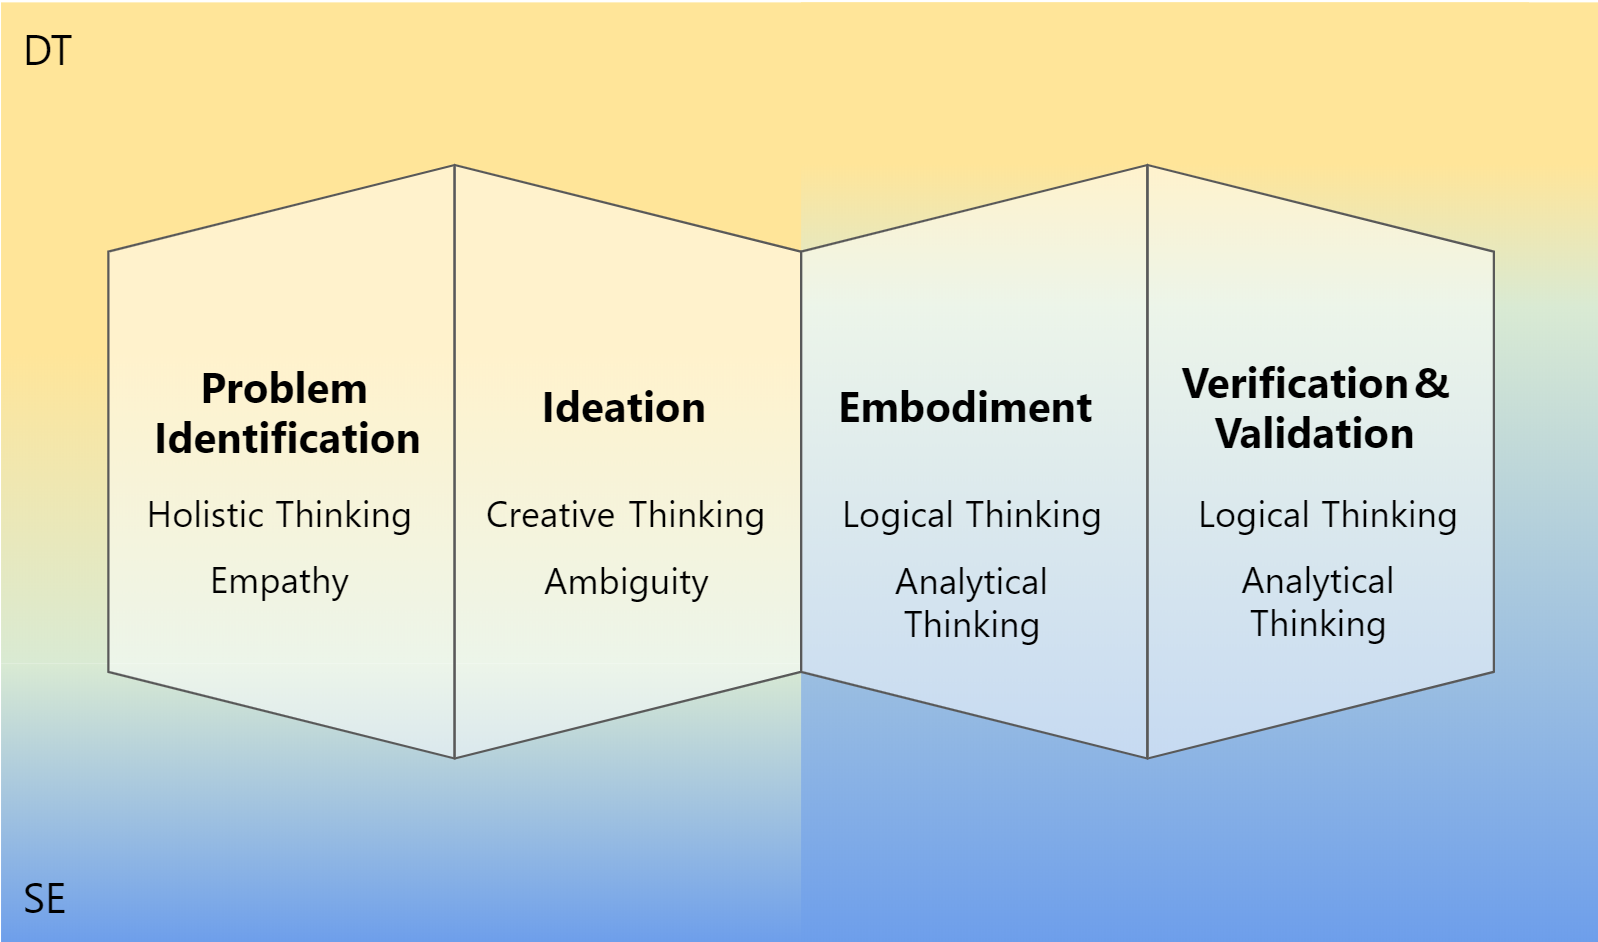 DT
Problem
Identification
Holistic Thinking
Empathy
Ideation
Creative Thinking
Ambiguity
Embodiment
Logical Thinking
Analytical
Thinking
Verification &
Validation
Logical Thinking
Analytical
Thinking
SE